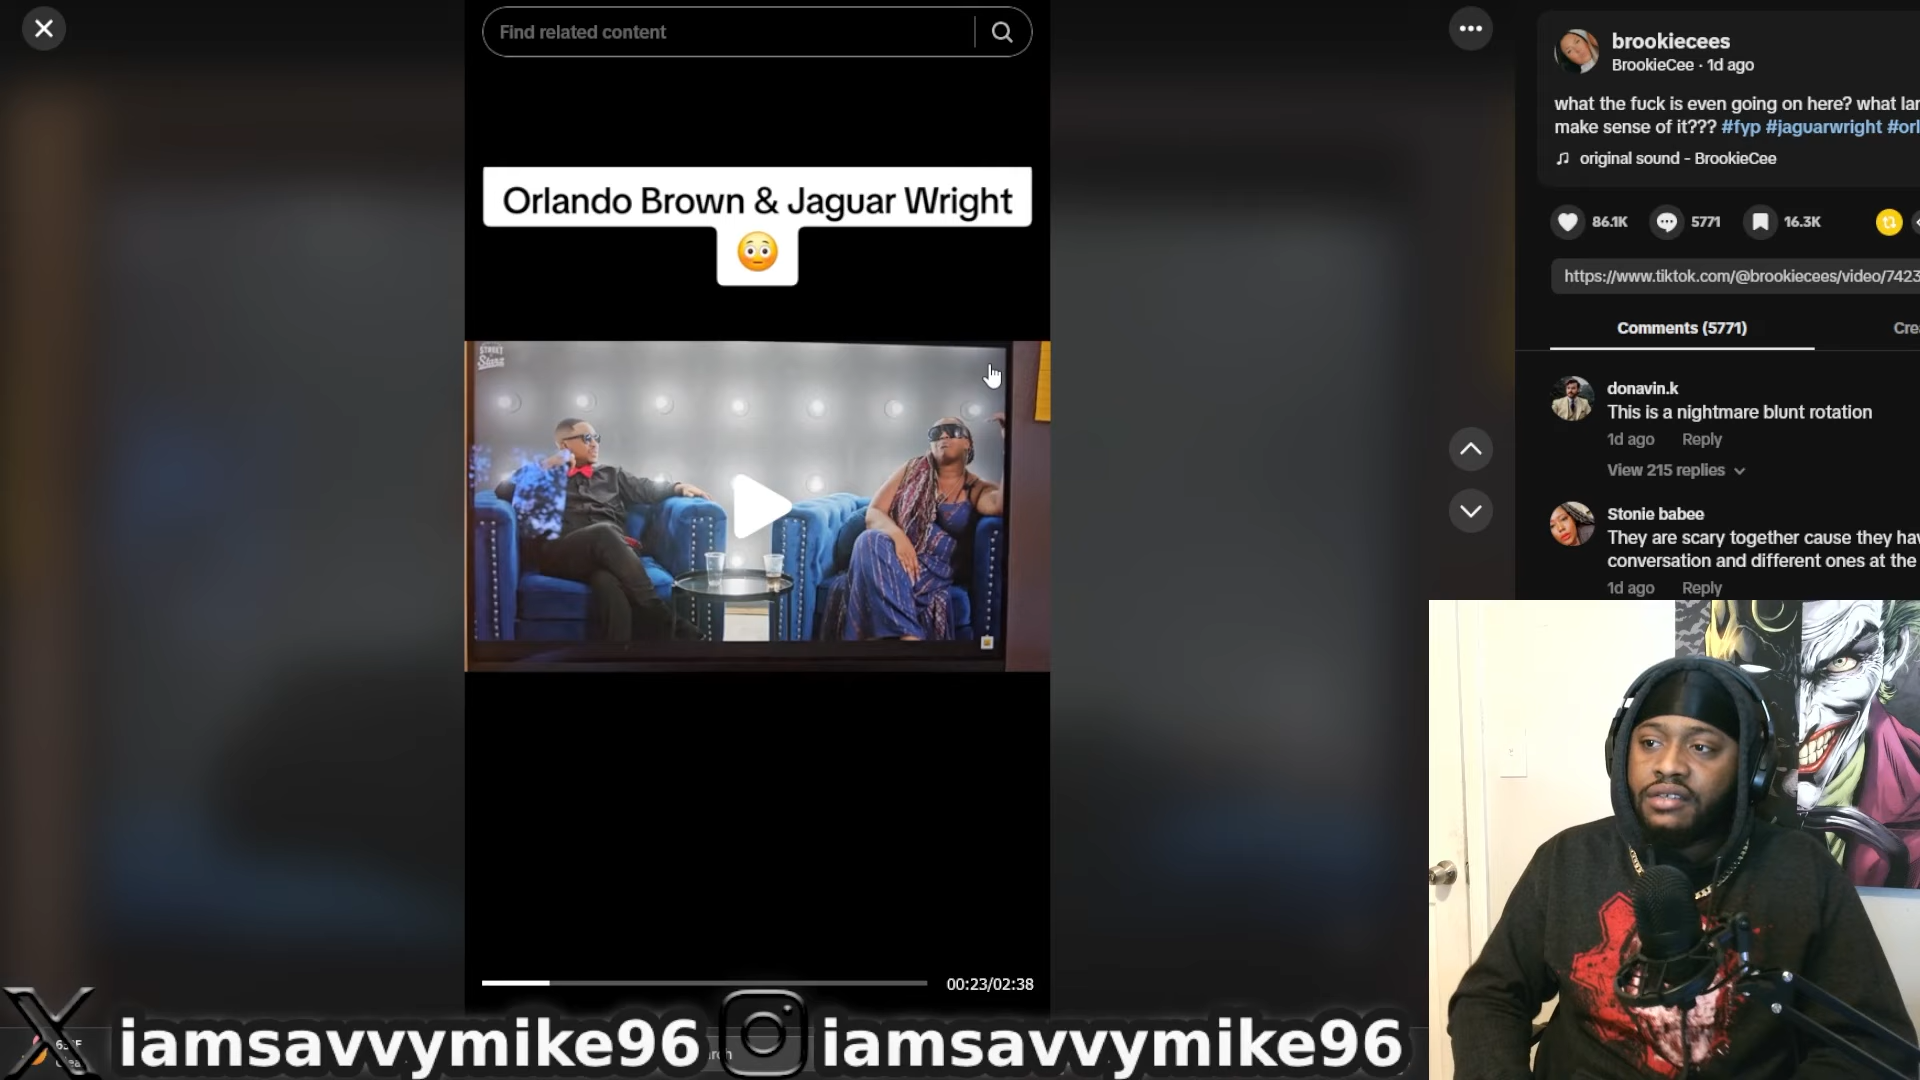 Find related content
Orlando Brown & Jaguar Wright
😳
STREET
Starz
00:23/02:38
brookiecees
BrookieCee · 1d ago
what the fuck is even going on here? what
make sense of it??? #fyp #jaguarwright
original sound - BrookieCee
86.1K
5771
16.3K
https://www.tiktok.com/@brookiecees/video/7423
Comments (5771)
donavin.k
This is a nightmare blunt rotation
1d ago Reply
View 215 replies
Stonie babee
They are scary together cause they
conversation and different ones at the
1d ago Reply
iamsavvymike96
iamsavvymike96